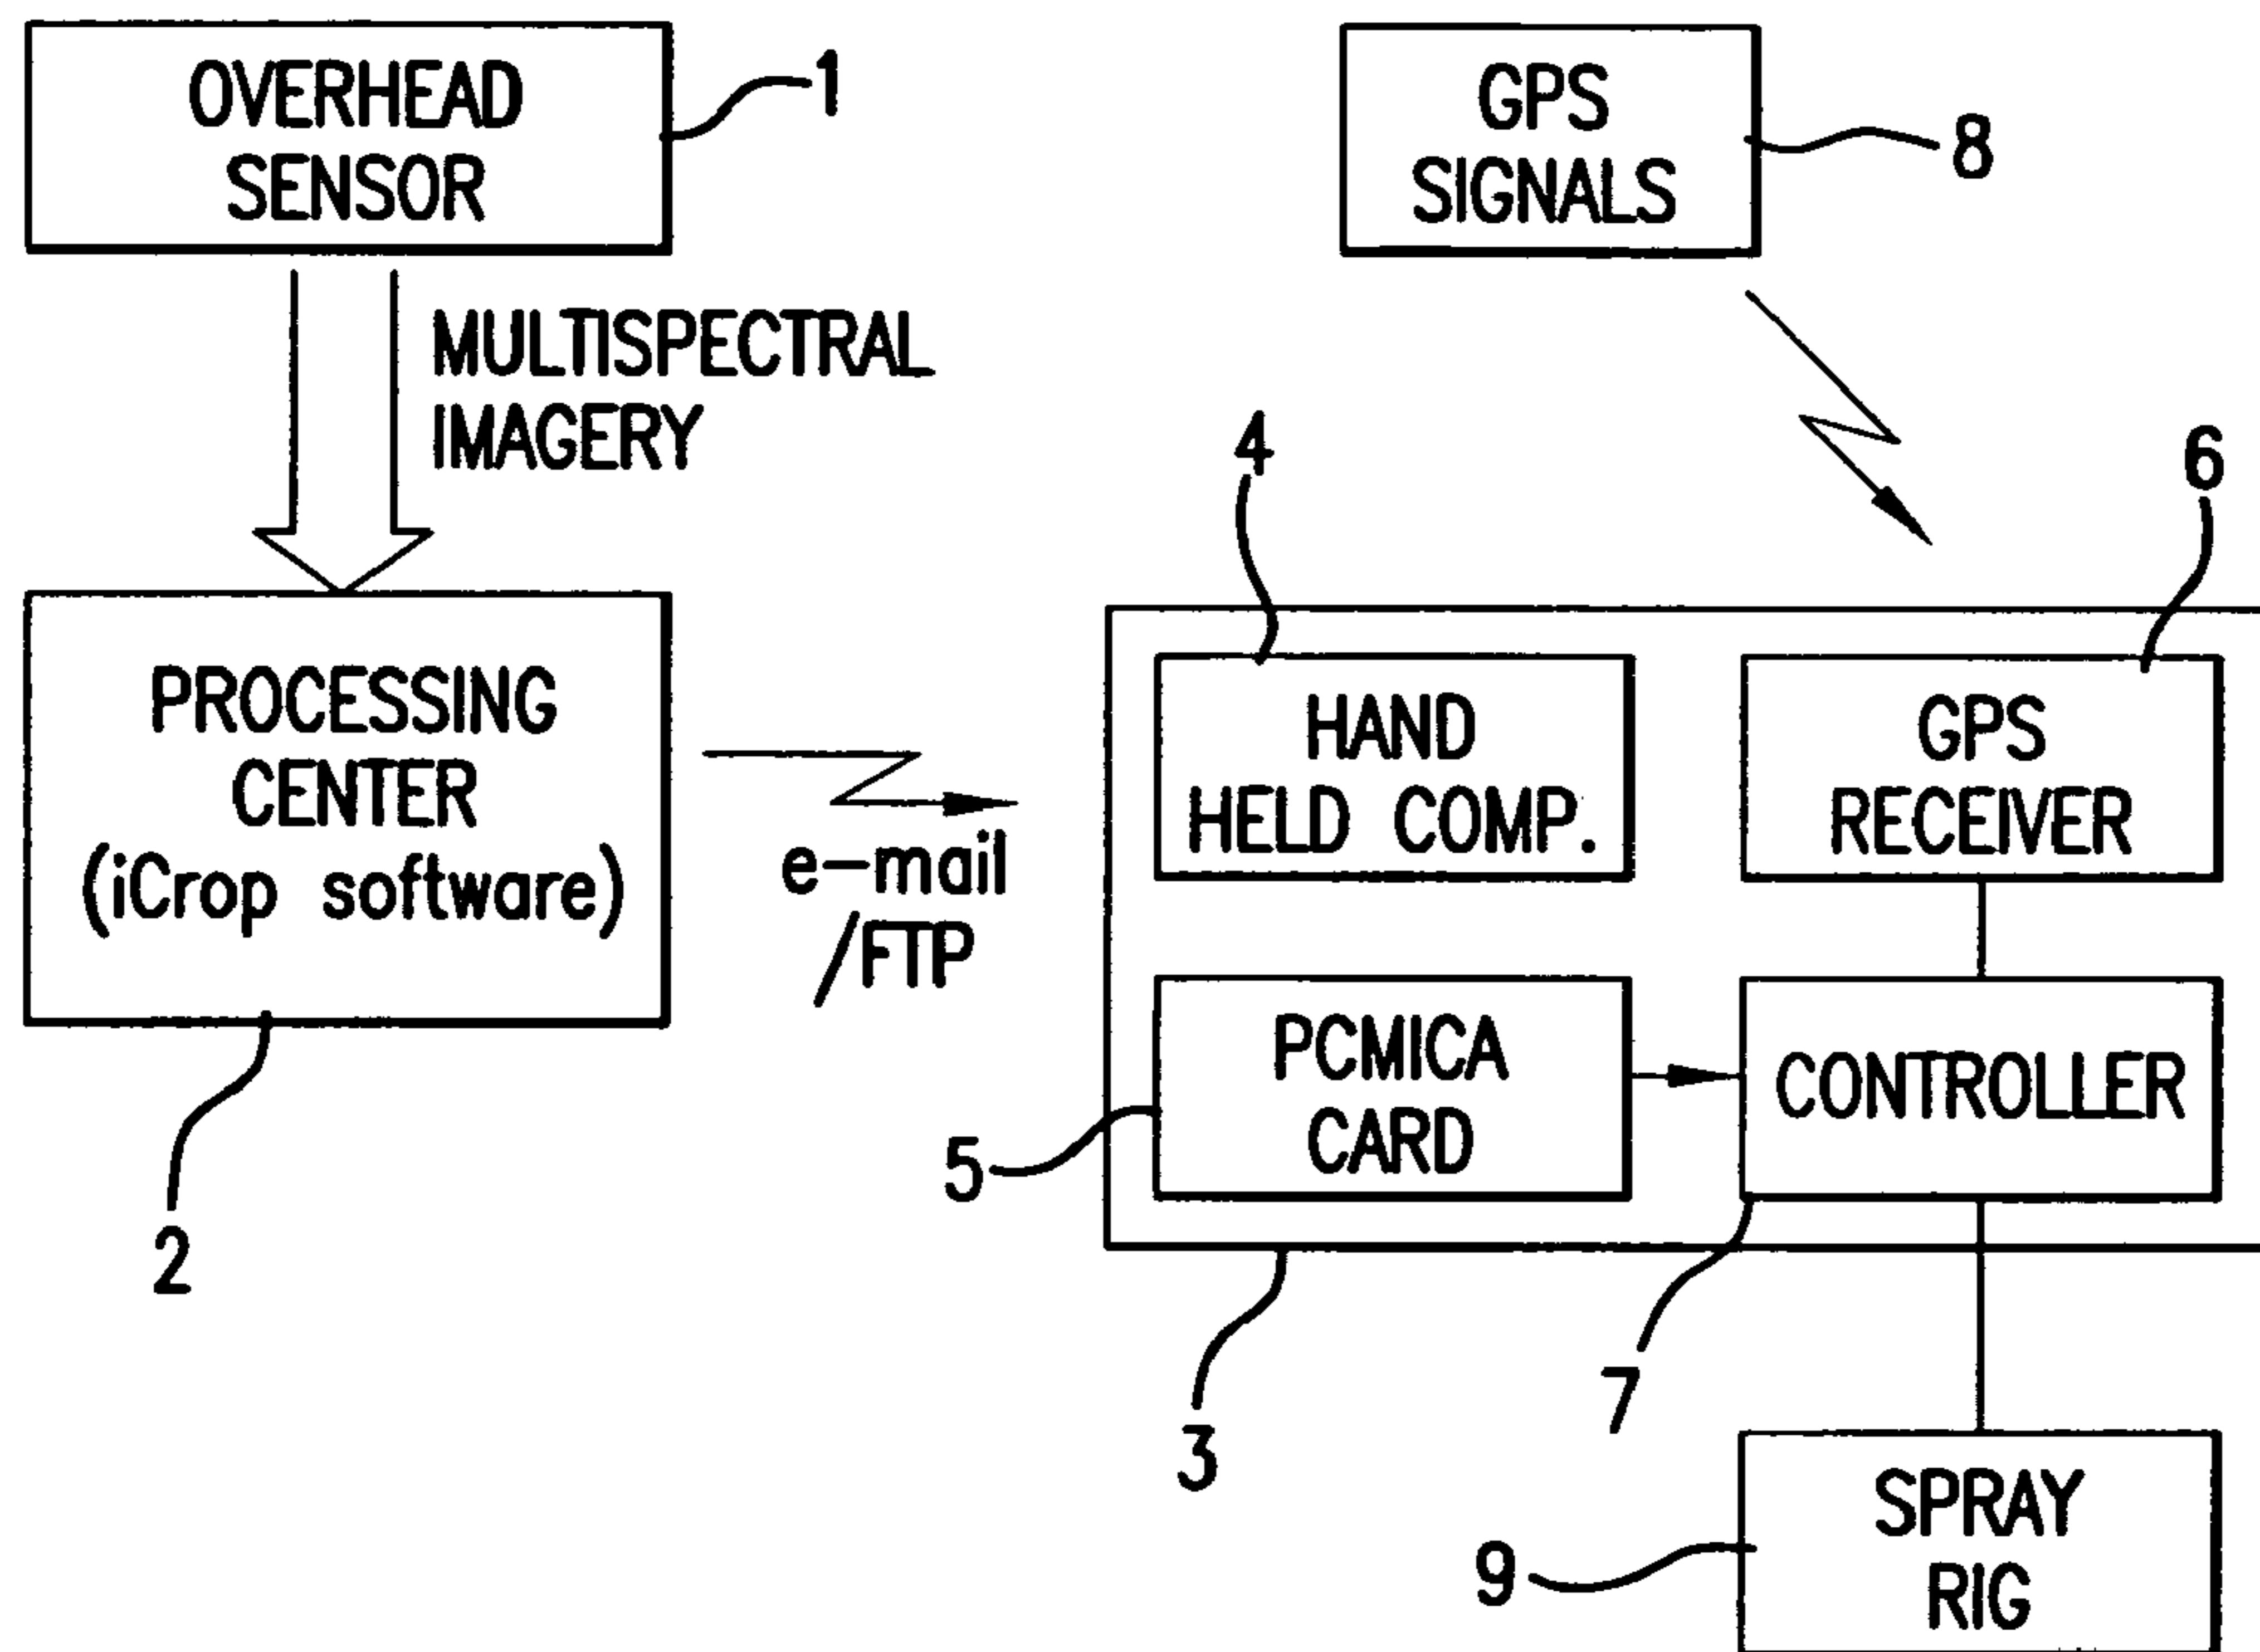 OVERHEAD
SENSOR
1
GPS
SIGNALS
8
MULTISPECTRAL
IMAGERY
4
6
PROCESSING
CENTER
(iCrop software)
2
e-mail
/FTP
HAND
HELD COMP.
GPS
RECEIVER
PCMICA
CARD
5
CONTROLLER
3
7
SPRAY
RIG
9